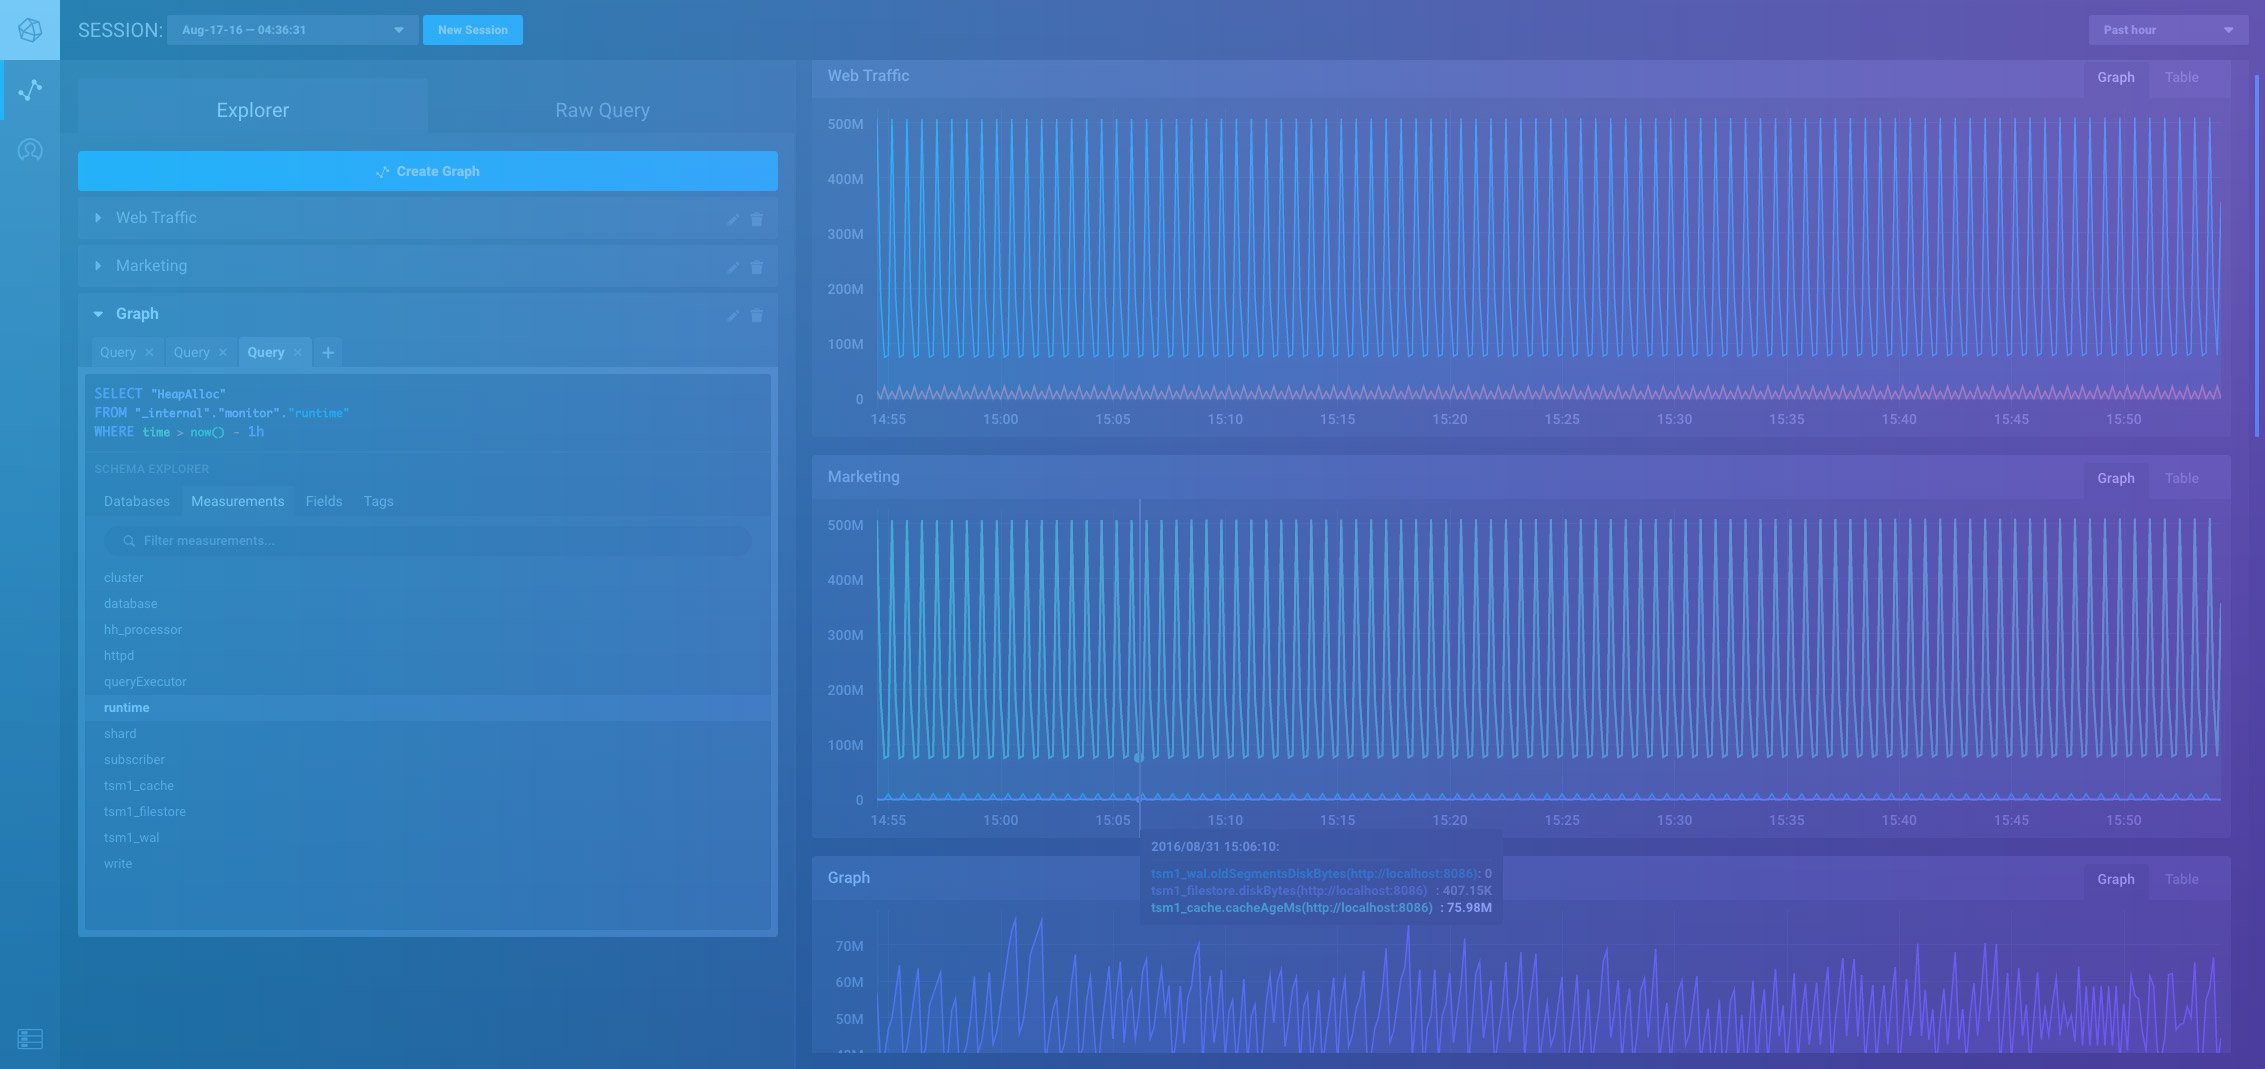 SESSION: Aug-17-16 — 04:36:31 New Session Past hour
Explorer Raw Query
Create Graph
Web Traffic
Marketing
Graph
Query × Query × Query × +
SELECT "HeapAlloc"
FROM "_internal"."monitor"."runtime"
WHERE time > now() - 1h
SCHEMA EXPLORER
Databases Measurements Fields Tags
Filter measurements...
cluster
database
hh_processor
httpd
queryExecutor
runtime
shard
subscriber
tsm1_cache
tsm1_filestore
tsm1_wal
write
Web Traffic Graph Table
500M
400M
300M
200M
100M
0
14:55 15:00 15:05 15:10 15:15 15:20 15:25 15:30 15:35 15:40 15:45 15:50
Marketing Graph Table
500M
400M
300M
200M
100M
0
14:55 15:00 15:05 15:10 15:15 15:20 15:25 15:30 15:35 15:40 15:45 15:50
2016/08/31 15:06:10:
tsm1_wal.oldSegmentsDiskBytes(http://localhost:8086): 0
tsm1_filestore.diskBytes(http://localhost:8086) : 407.15K
tsm1_cache.cacheAgeMs(http://localhost:8086) : 75.98M
Graph Graph Table
70M
60M
50M
40M